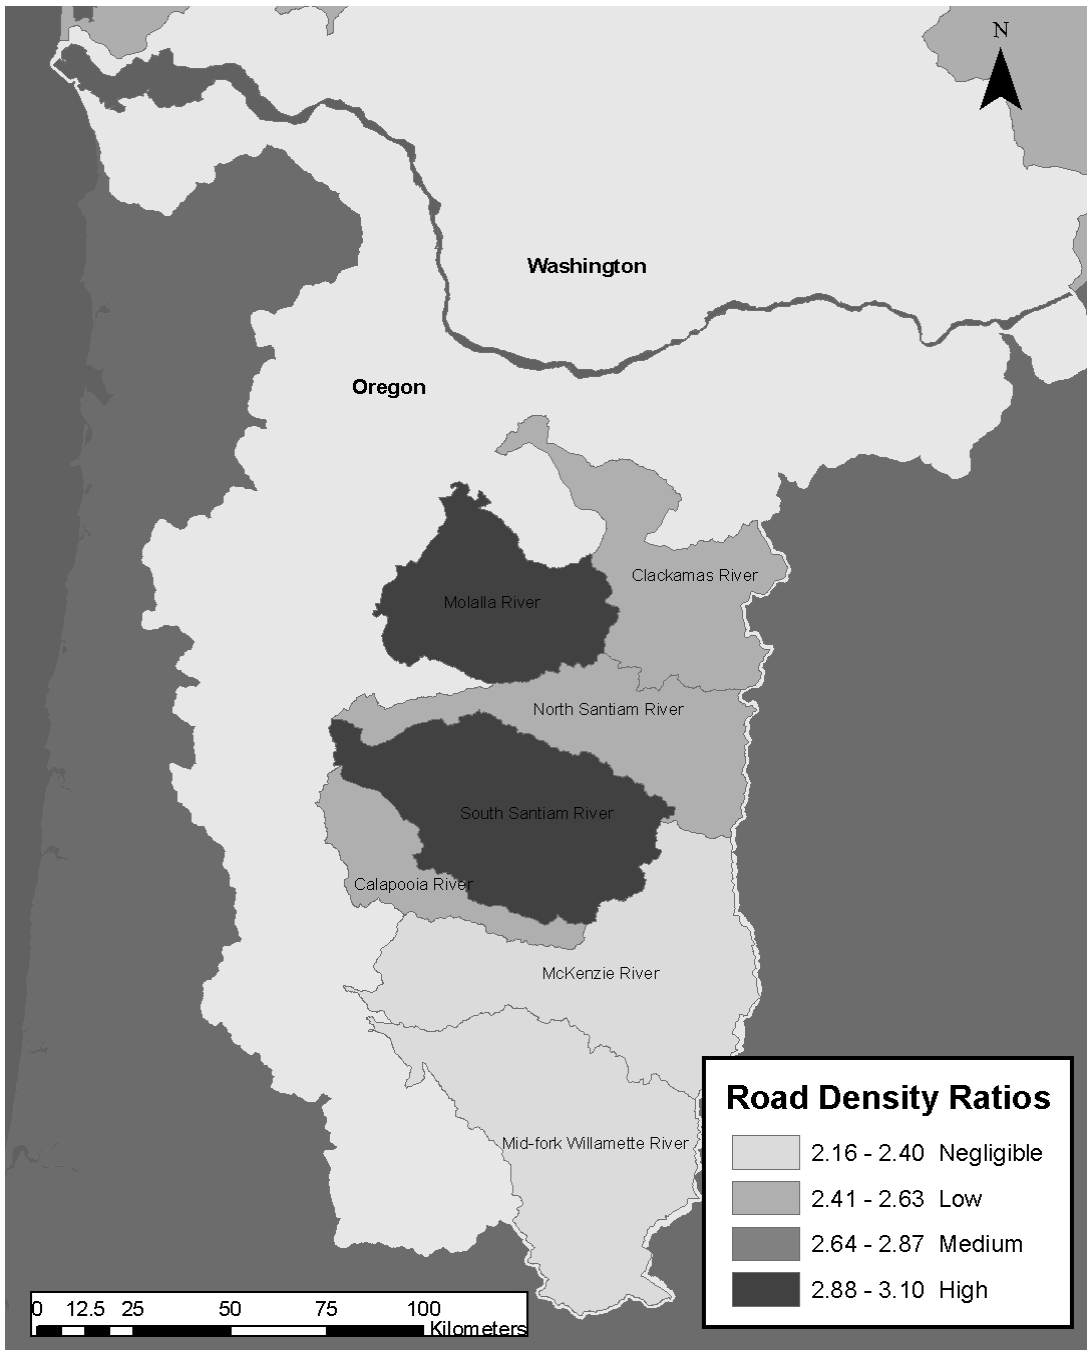 N
Washington
Oregon
Clackamas River
Molalla River
North Santiam River
South Santiam River
Calapooia River
McKenzie River
Mid-fork Willamette River
Road Density Ratios
2.16 - 2.40 Negligible
2.41 - 2.63 Low
2.64 - 2.87 Medium
2.88 - 3.10 High
0 12.5 25 50 75 100
Kilometers